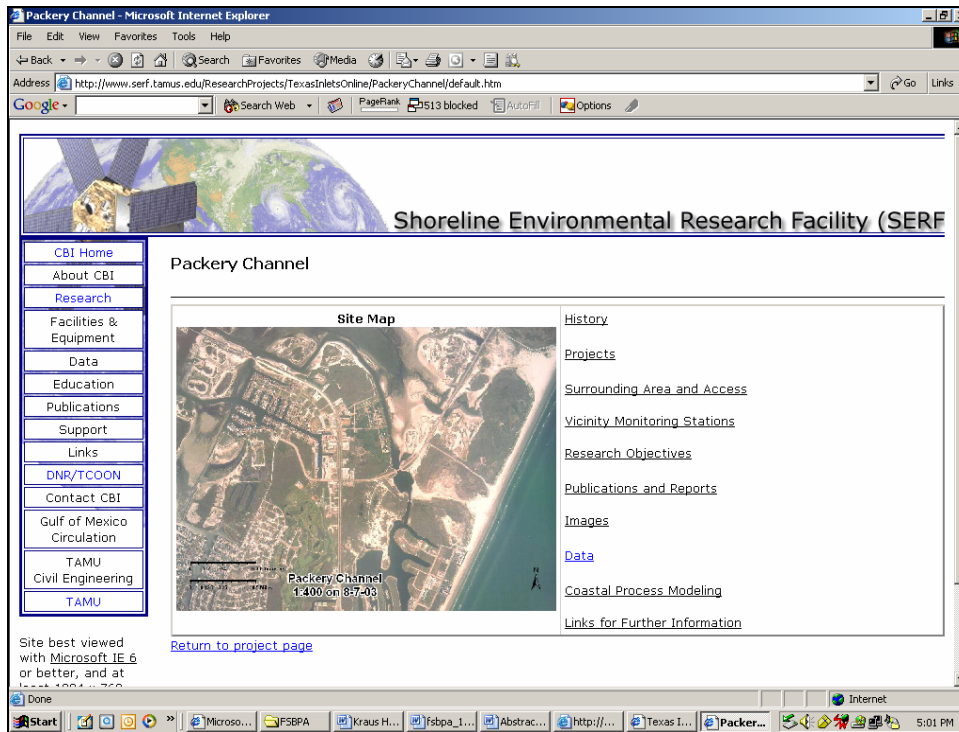 Packery Channel - Microsoft Internet Explorer
File Edit View Favorites Tools Help
Back Search Favorites Media
Address http://www.serf.tamus.edu/ResearchProjects/TexasInletsOnline/PackeryChannel/default.htm Go Links
Google Search Web PageRank 513 blocked AutoFill Options
Shoreline Environmental Research Facility (SERF
CBI Home
About CBI
Research
Facilities &
Equipment
Data
Education
Publications
Support
Links
DNR/TCOON
Contact CBI
Gulf of Mexico
Circulation
TAMU
Civil Engineering
TAMU
Site best viewed
with Microsoft IE 6
or better, and at
Packery Channel
Site Map
Packery Channel
1:400 on 8-7-03
N
History
Projects
Surrounding Area and Access
Vicinity Monitoring Stations
Research Objectives
Publications and Reports
Images
Data
Coastal Process Modeling
Links for Further Information
Return to project page
Done Internet
Start » Microso... FSBPA Kraus H... fsbpa_1... Abstrac... http://... Texas I... Packer... 5:01 PM